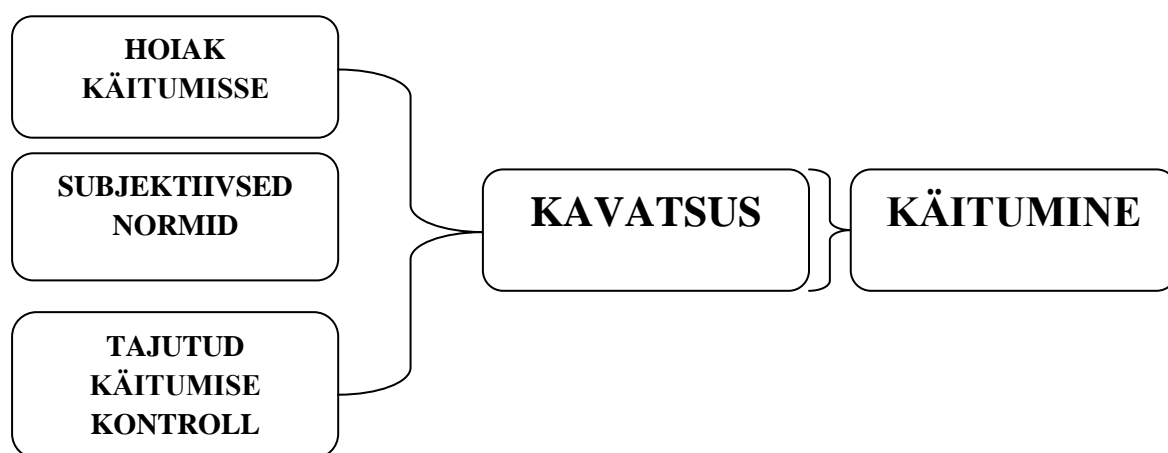 HOIAK
KÄITUMISSE
SUBJEKTIIVSED
NORMID
TAJUTUD
KÄITUMISE
KONTROLL
KAVATSUS
KÄITUMINE